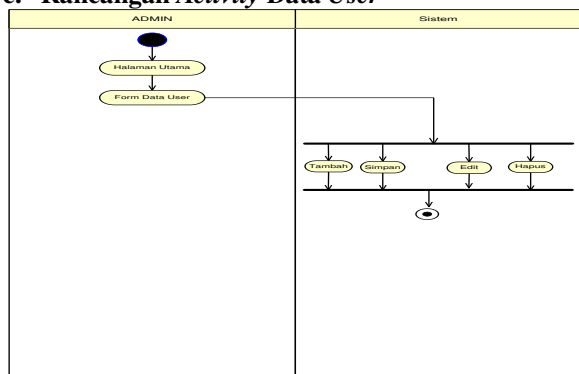 c. Rancangan Activity Data User
ADMIN
Sistem
Halaman Utama
Form Data User
Tambah
Simpan
Edit
Hapus